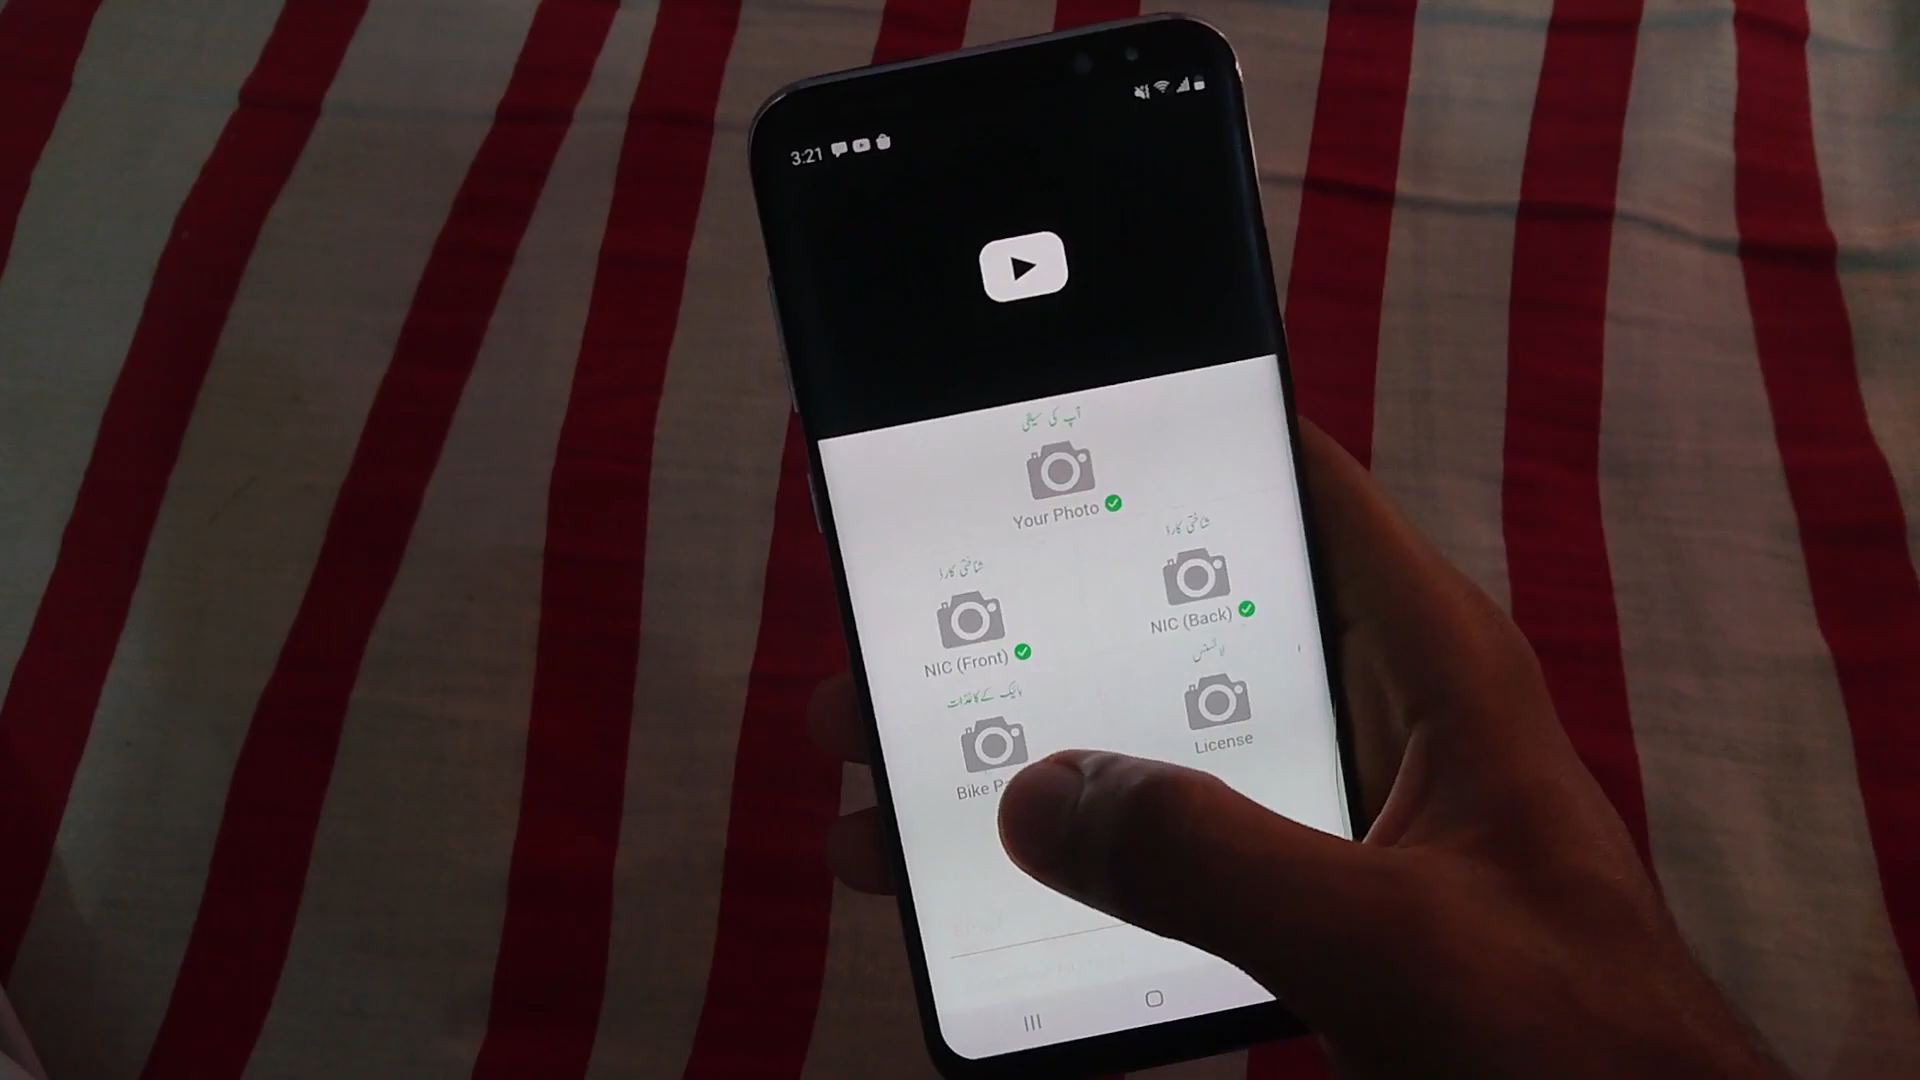 3:21
آپ کی سیلفی
Your Photo
شناختی کارڈ
شناختی کارڈ
NIC (Front)
NIC (Back)
بائیک کے کاغذات
لائسنس
Bike
License